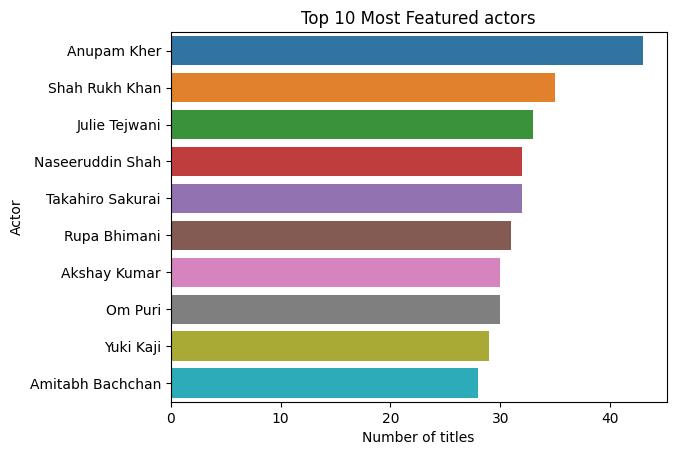 Top 10 Most Featured actors
Actor
Anupam Kher
Shah Rukh Khan
Julie Tejwani
Naseeruddin Shah
Takahiro Sakurai
Rupa Bhimani
Akshay Kumar
Om Puri
Yuki Kaji
Amitabh Bachchan
0 10 20 30 40
Number of titles